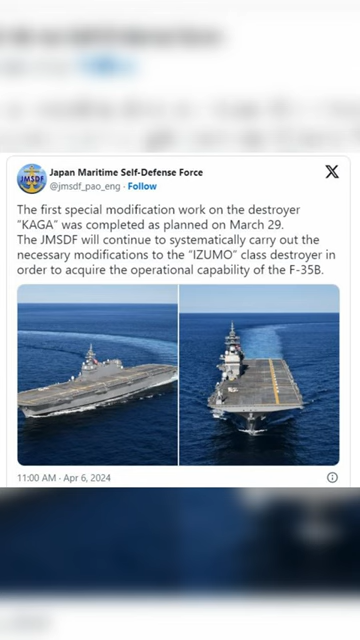 JMSDF
Japan Maritime Self-Defense Force
X
@jmsdf_pao_eng · Follow
The first special modification work on the destroyer
"KAGA" was completed as planned on March 29.
The JMSDF will continue to systematically carry out the
necessary modifications to the "IZUMO" class destroyer in
order to acquire the operational capability of the F-35B.
11:00 AM · Apr 6, 2024